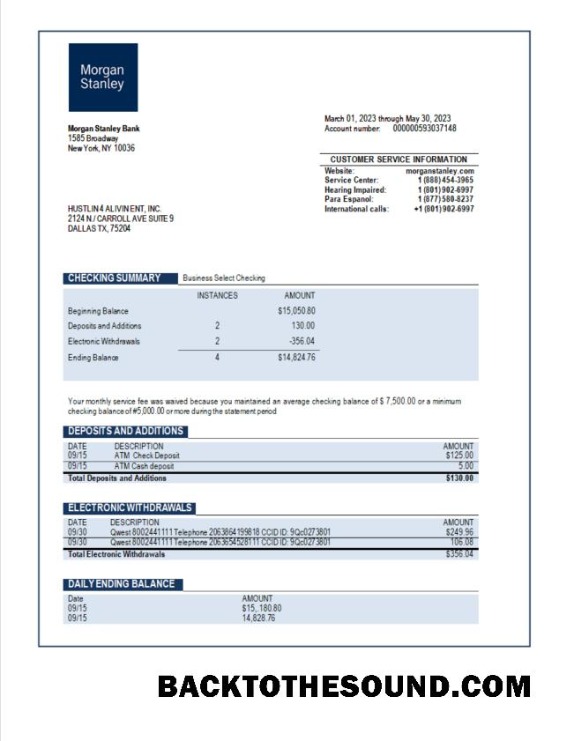 Morgan
Stanley
Morgan Stanley Bank
1585 Broadway
New York, NY 10036
March 01, 2023 through May 30, 2023
Account number: 000000593037148
CUSTOMER SERVICE INFORMATION
Website: morganstanley.com
Service Center: 1 (888) 454-3965
Hearing Impaired: 1 (801) 902-6997
Para Espanol: 1 (877) 580-8237
International calls: +1 (801) 902-6997
HUSTLIN 4 ALIVIN ENT, INC.
2124 N./ CARROLL AVE SUITE 9
DALLAS TX, 75204
CHECKING SUMMARY Business Select Checking
INSTANCES AMOUNT
Beginning Balance $15,050.80
Deposits and Additions 2 130.00
Electronic Withdrawals 2 -356.04
Ending Balance 4 $14,824.76
Your monthly service fee was waived because you maintained an average checking balance of $ 7,500.00 or a minimum
checking balance of #5,000.00 or more during the statement period
DEPOSITS AND ADDITIONS
DATE DESCRIPTION AMOUNT
09/15 ATM Check Deposit $125.00
09/15 ATM Cash deposit 5.00
Total Deposits and Additions $130.00
ELECTRONIC WITHDRAWALS
DATE DESCRIPTION AMOUNT
09/30 Qwest 8002441111 Telephone 2063864199818 CCID ID: 9Qc0273801 $249.96
09/30 Qwest 8002441111 Telephone 2063654528111 CCID ID: 9Qc0273801 106.08
Total Electronic Withdrawals $356.04
DAILY ENDING BALANCE
Date AMOUNT
09/15 $15,.180.80
09/15 14,828.76
BACKTOTHESOUND.COM